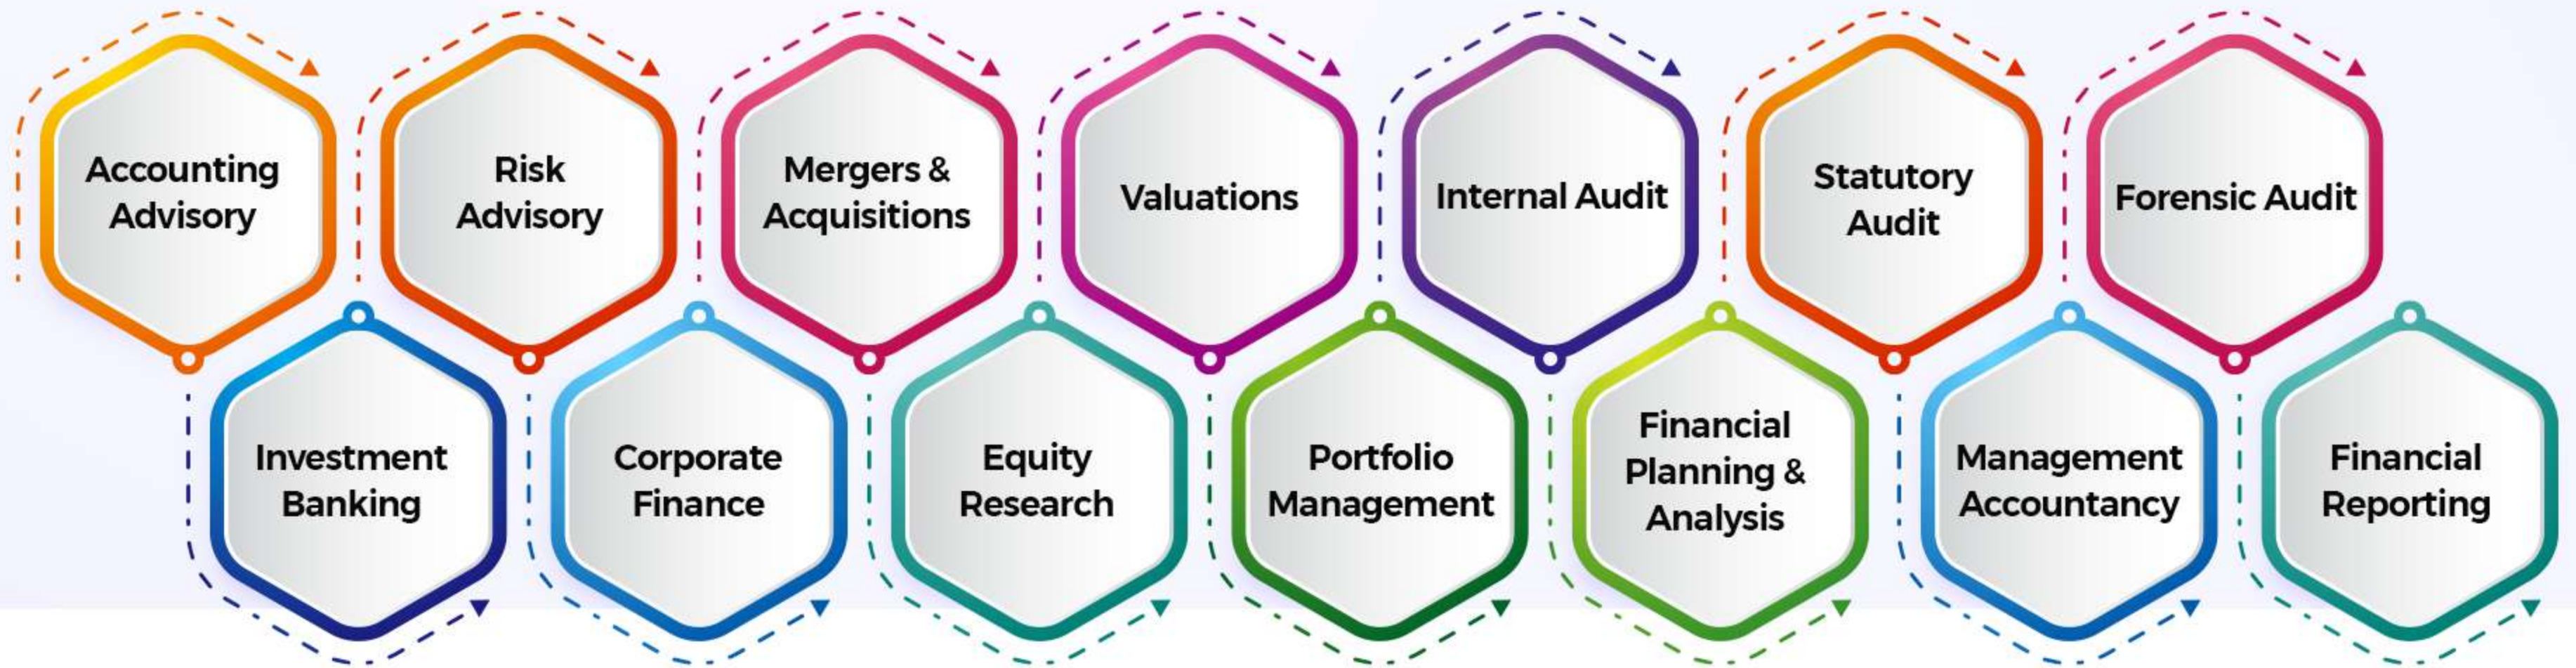 Accounting
Advisory
Risk
Advisory
Mergers &
Acquisitions
Valuations
Internal Audit
Statutory
Audit
Forensic Audit
Investment
Banking
Corporate
Finance
Equity
Research
Portfolio
Management
Financial
Planning &
Analysis
Management
Accountancy
Financial
Reporting